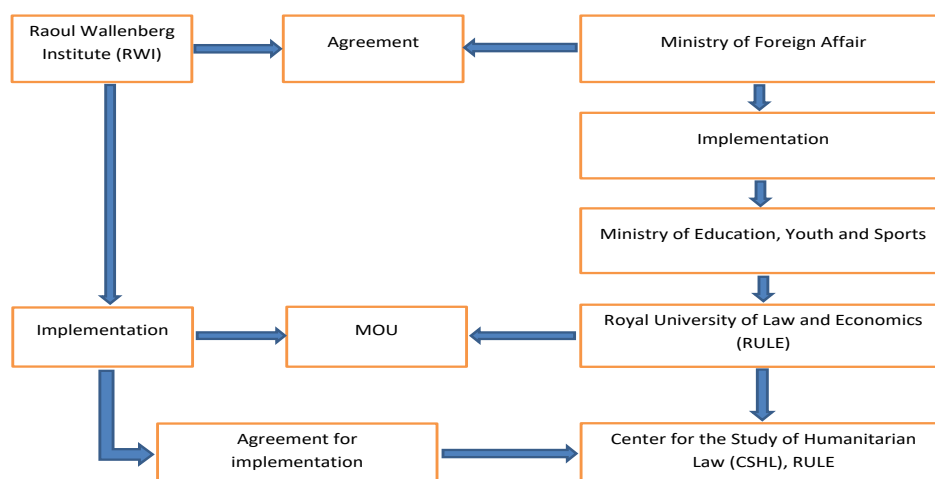 Raoul Wallenberg
Institute (RWI)
Agreement
Ministry of Foreign Affair
Implementation
Ministry of Education, Youth and Sports
Implementation
MOU
Royal University of Law and Economics
(RULE)
Agreement for
implementation
Center for the Study of Humanitarian
Law (CSHL), RULE